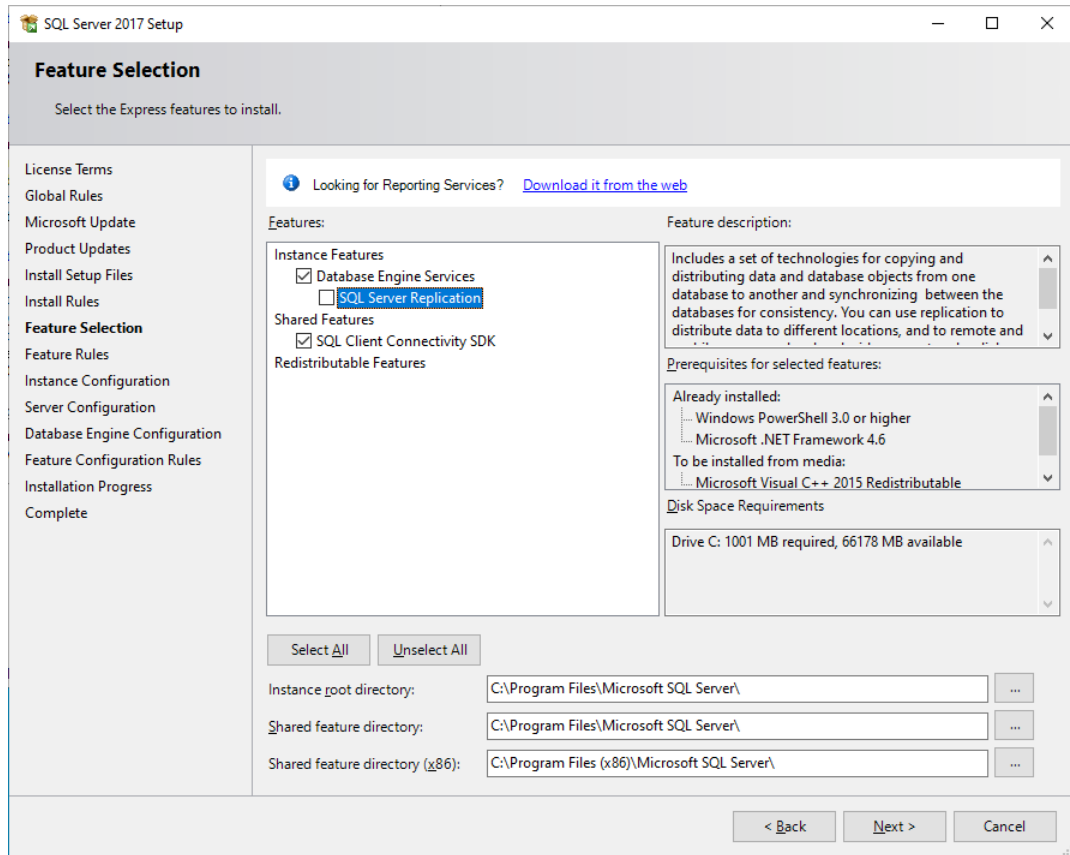 SQL Server 2017 Setup
Feature Selection
Select the Express features to install.
License Terms
Global Rules
Microsoft Update
Product Updates
Install Setup Files
Install Rules
Feature Selection
Feature Rules
Instance Configuration
Server Configuration
Database Engine Configuration
Feature Configuration Rules
Installation Progress
Complete
Looking for Reporting Services? Download it from the web
Features:
Instance Features
Database Engine Services
SQL Server Replication
Shared Features
SQL Client Connectivity SDK
Redistributable Features
Feature description:
Includes a set of technologies for copying and
distributing data and database objects from one
database to another and synchronizing between the
databases for consistency. You can use replication to
distribute data to different locations, and to remote and
Prerequisites for selected features:
Already installed:
Windows PowerShell 3.0 or higher
Microsoft .NET Framework 4.6
To be installed from media:
Microsoft Visual C++ 2015 Redistributable
Disk Space Requirements
Drive C: 1001 MB required, 66178 MB available
Select All
Unselect All
Instance root directory:
C:\Program Files\Microsoft SQL Server\
...
Shared feature directory:
C:\Program Files\Microsoft SQL Server\
...
Shared feature directory (x86):
C:\Program Files (x86)\Microsoft SQL Server\
...
< Back
Next >
Cancel